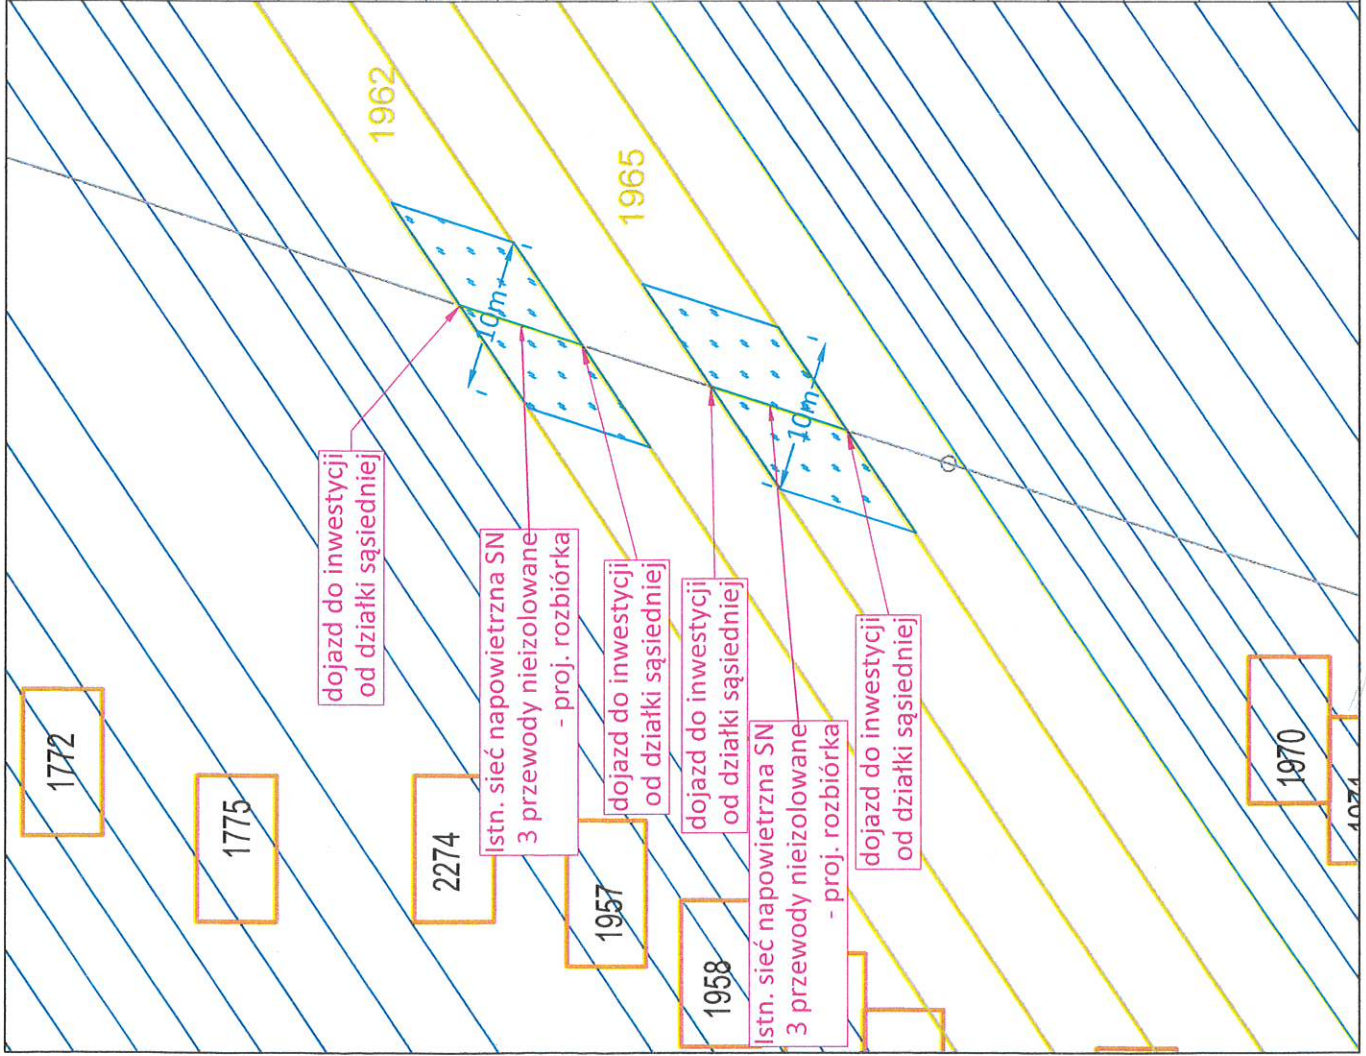 1962
1965
10m
10m
dojazd do inwestycji
od działki sąsiedniej
Istn. sieć napowietrzna SN
3 przewody nieizolowane
- proj. rozbiórka
dojazd do inwestycji
od działki sąsiedniej
dojazd do inwestycji
od działki sąsiedniej
Istn. sieć napowietrzna SN
3 przewody nieizolowane
- proj. rozbiórka
dojazd do inwestycji
od działki sąsiedniej
1772
1775
2274
1957
1958
1970